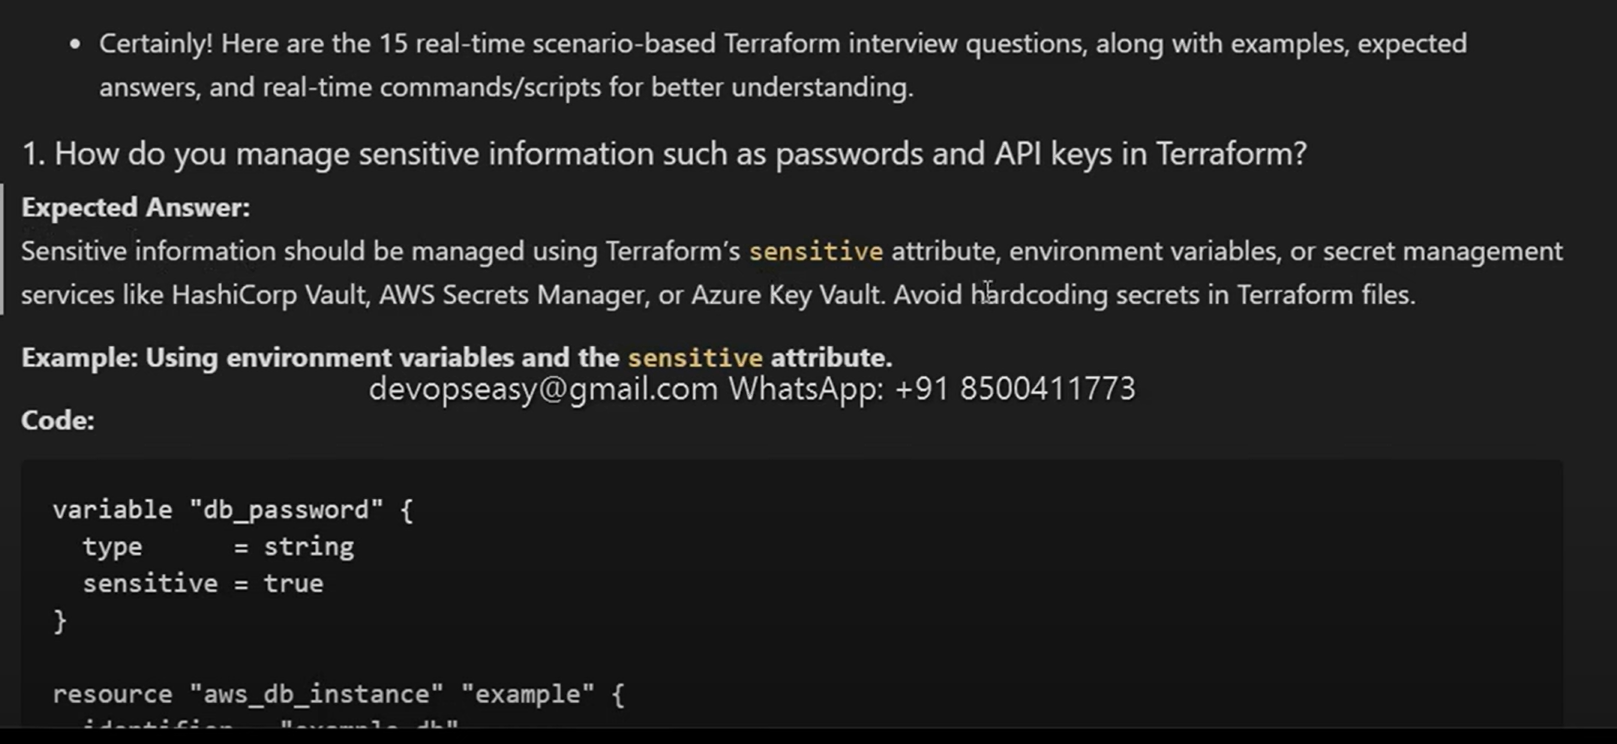 • Certainly! Here are the 15 real-time scenario-based Terraform interview questions, along with examples, expected
answers, and real-time commands/scripts for better understanding.
1. How do you manage sensitive information such as passwords and API keys in Terraform?
Expected Answer:
Sensitive information should be managed using Terraform’s sensitive attribute, environment variables, or secret management
services like HashiCorp Vault, AWS Secrets Manager, or Azure Key Vault. Avoid hardcoding secrets in Terraform files.
Example: Using environment variables and the sensitive attribute.
devopseasy@gmail.com WhatsApp: +91 8500411773
Code:
variable "db_password" {
  type      = string
  sensitive = true
}
resource "aws_db_instance" "example" {